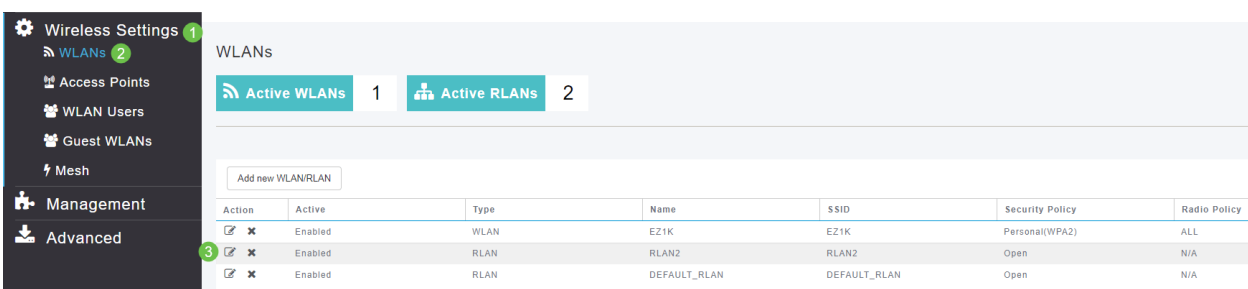 Wireless Settings 1
WLANs 2
Access Points
WLAN Users
Guest WLANs
Mesh
Management
Advanced
WLANs
Active WLANs 1 Active RLANs 2
Add new WLAN/RLAN
Action Active Type Name SSID Security Policy Radio Policy
Enabled WLAN EZ1K EZ1K Personal(WPA2) ALL
3 Enabled RLAN RLAN2 RLAN2 Open N/A
Enabled RLAN DEFAULT_RLAN DEFAULT_RLAN Open N/A